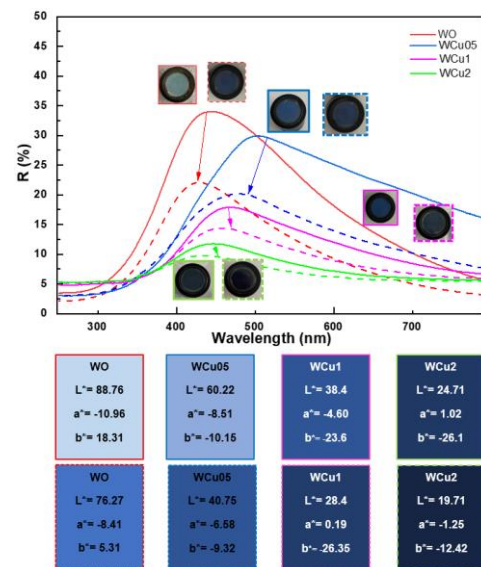 50
45
40
35
30
25
20
15
10
5
0
R (%)
WO
WCu05
WCu1
WCu2
300 400 500 600 700
Wavelength (nm)
WO
L*= 88.76
a*= -10.96
b*= 18.31
WCu05
L*= 60.22
a*= -8.51
b*= -10.15
WCu1
L*= 38.4
a*= -4.60
b*- -23.6
WCu2
L*= 24.71
a*= 1.02
b*= -26.1
WO
L*= 76.27
a*= -8.41
b*= 5.31
WCu05
L*= 40.75
a*= -6.58
b*= -9.32
WCu1
L*= 28.4
a*= 0.19
b*- -26.35
WCu2
L*= 19.71
a*= -1.25
b*= -12.42